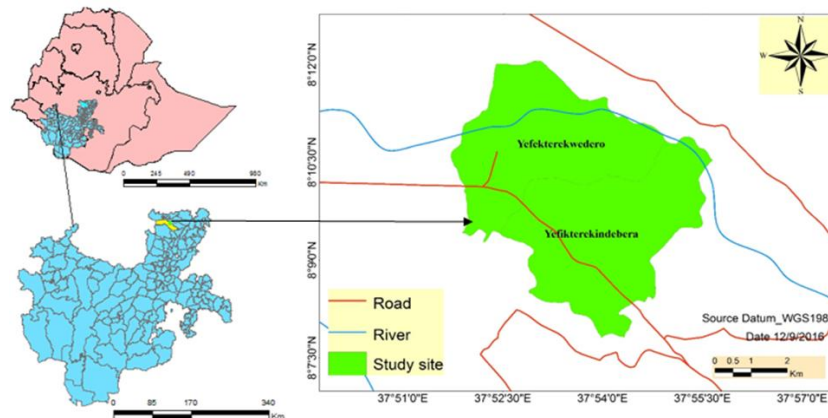 0 245 490 980
Km
0 85 170 340
Km
8°12'0"N
8°10'30"N
8°9'0"N
8°7'30"N
N
W E
S
Yefekterekwedero
Yefikterekindebera
Road
River
Study site
Source Datum_WGS198
Date 12/9/2016
0 0.5 1 2
Km
37°51'0"E 37°52'30"E 37°54'0"E 37°55'30"E 37°57'0"E